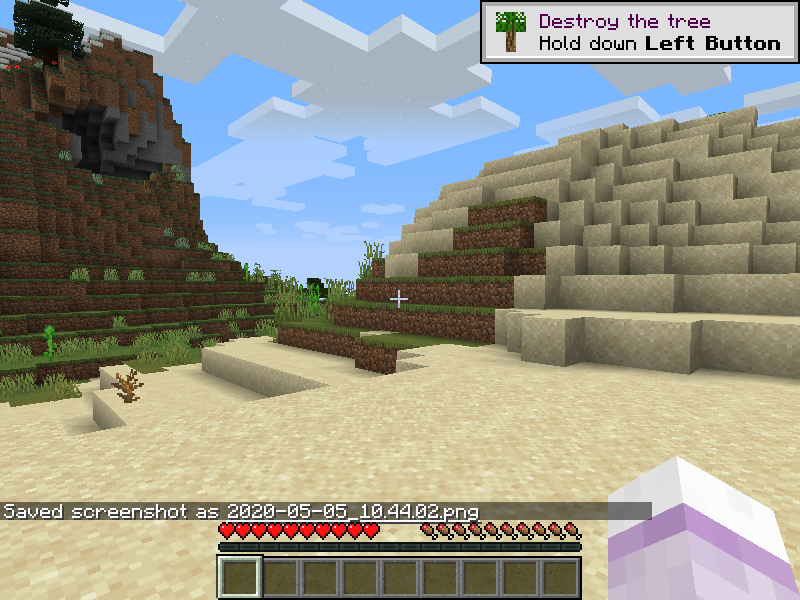 Destroy the tree
Hold down Left Button
Saved screenshot as 2020-05-05_10.44.02.png